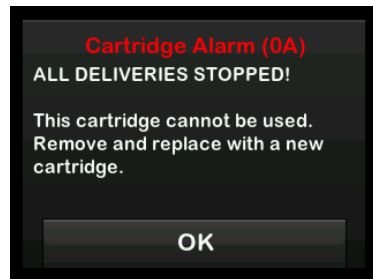 Cartridge Alarm (0A)
ALL DELIVERIES STOPPED!
This cartridge cannot be used.
Remove and replace with a new
cartridge.
OK